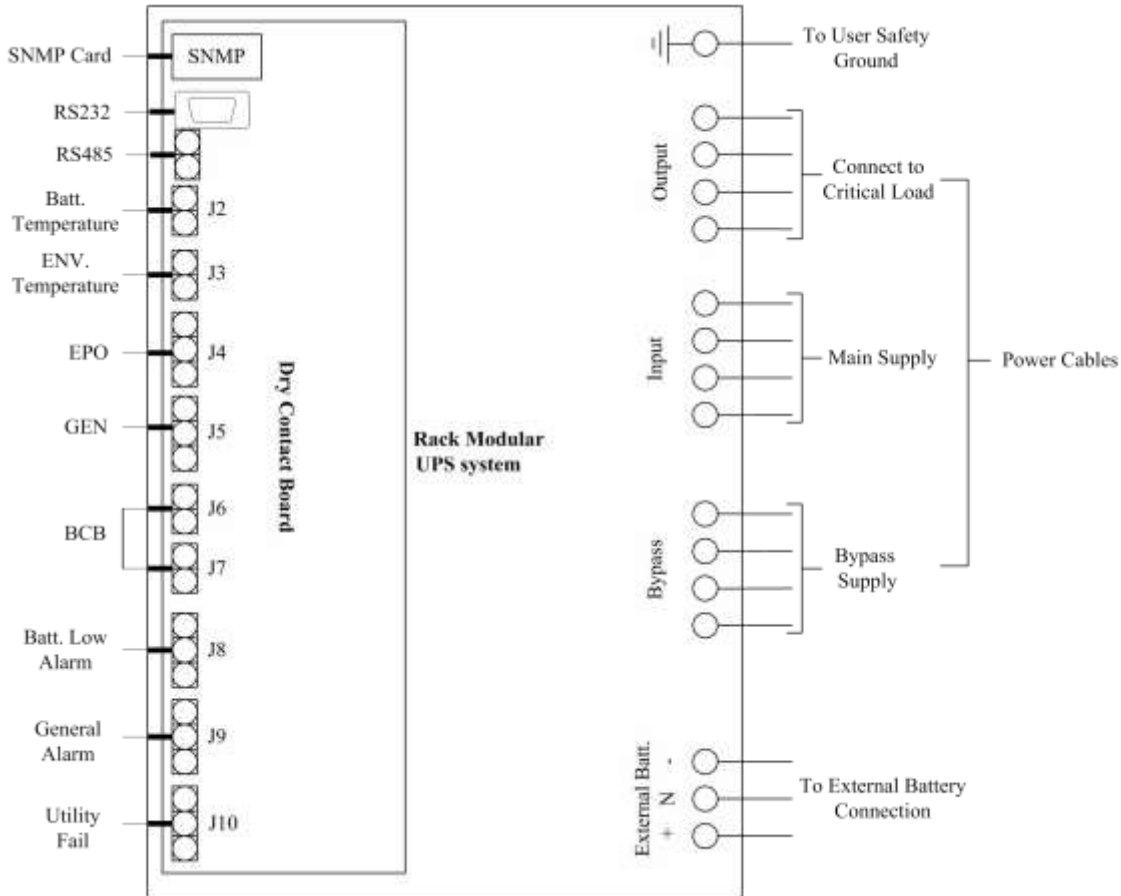 SNMP Card
SNMP
RS232
RS485
Batt.
Temperature
J2
ENV.
Temperature
J3
EPO
J4
GEN
J5
BCB
J6
J7
Batt. Low
Alarm
J8
General
Alarm
J9
Utility
Fail
J10
Dry Contact Board
Rack Modular
UPS system
To User Safety
Ground
Output
Connect to
Critical Load
Input
Main Supply
Power Cables
Bypass
Bypass
Supply
External Batt.
-
N
+
To External Battery
Connection